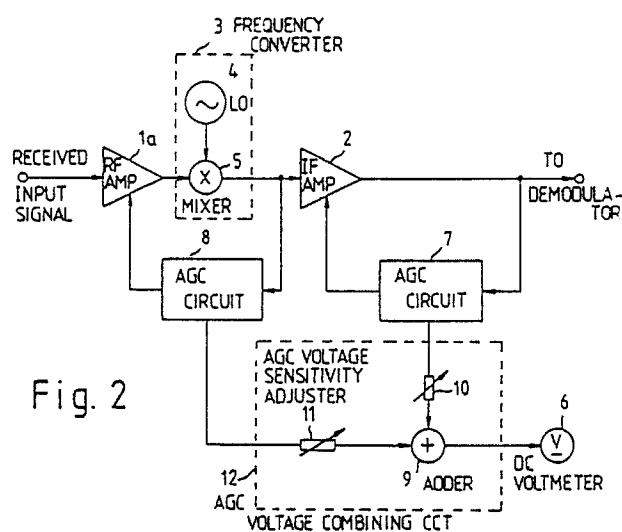 3 FREQUENCY
CONVERTER
4
LO
1a
RECEIVED
INPUT
SIGNAL
RF
AMP
5
X
MIXER
2
IF
AMP
TO
DEMODULA-
TOR
8
AGC
CIRCUIT
7
AGC
CIRCUIT
Fig. 2
AGC VOLTAGE
SENSITIVITY
ADJUSTER
10
11
6
+
V
9
ADDER
DC
VOLTMETER
12
AGC
VOLTAGE COMBINING CCT